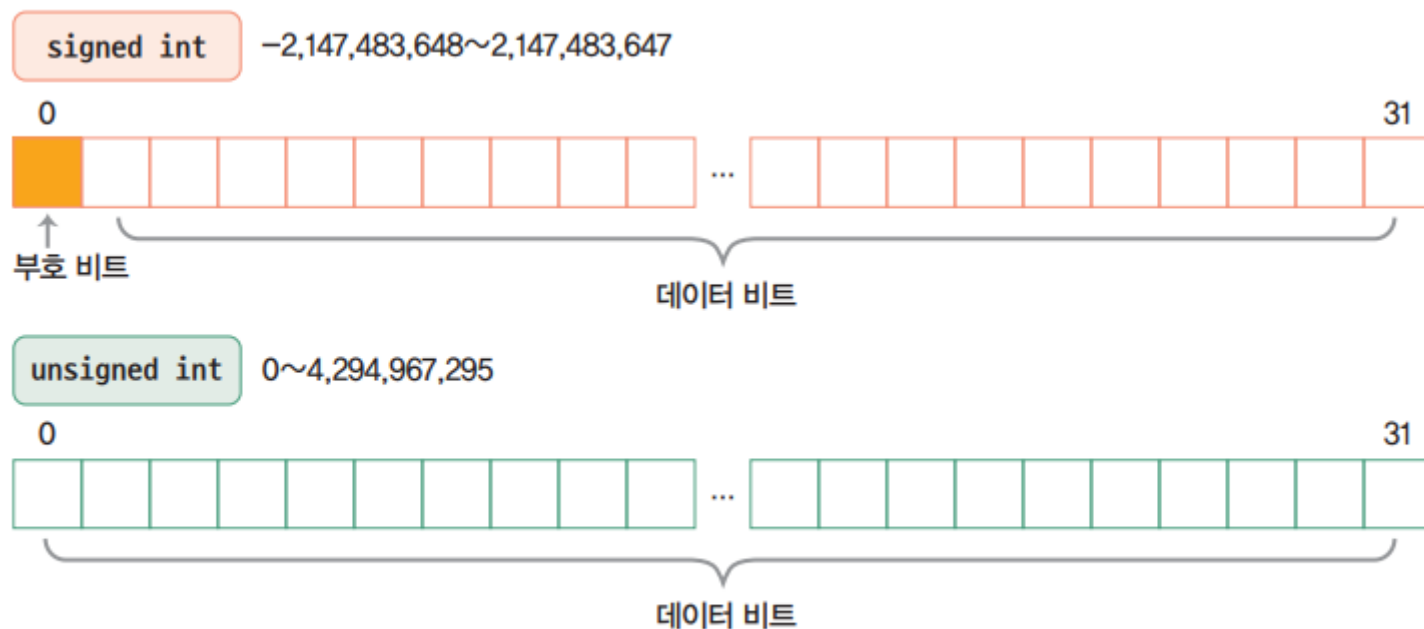 signed int −2,147,483,648~2,147,483,647
0 31
...
부호 비트
데이터 비트
unsigned int 0~4,294,967,295
0 31
...
데이터 비트